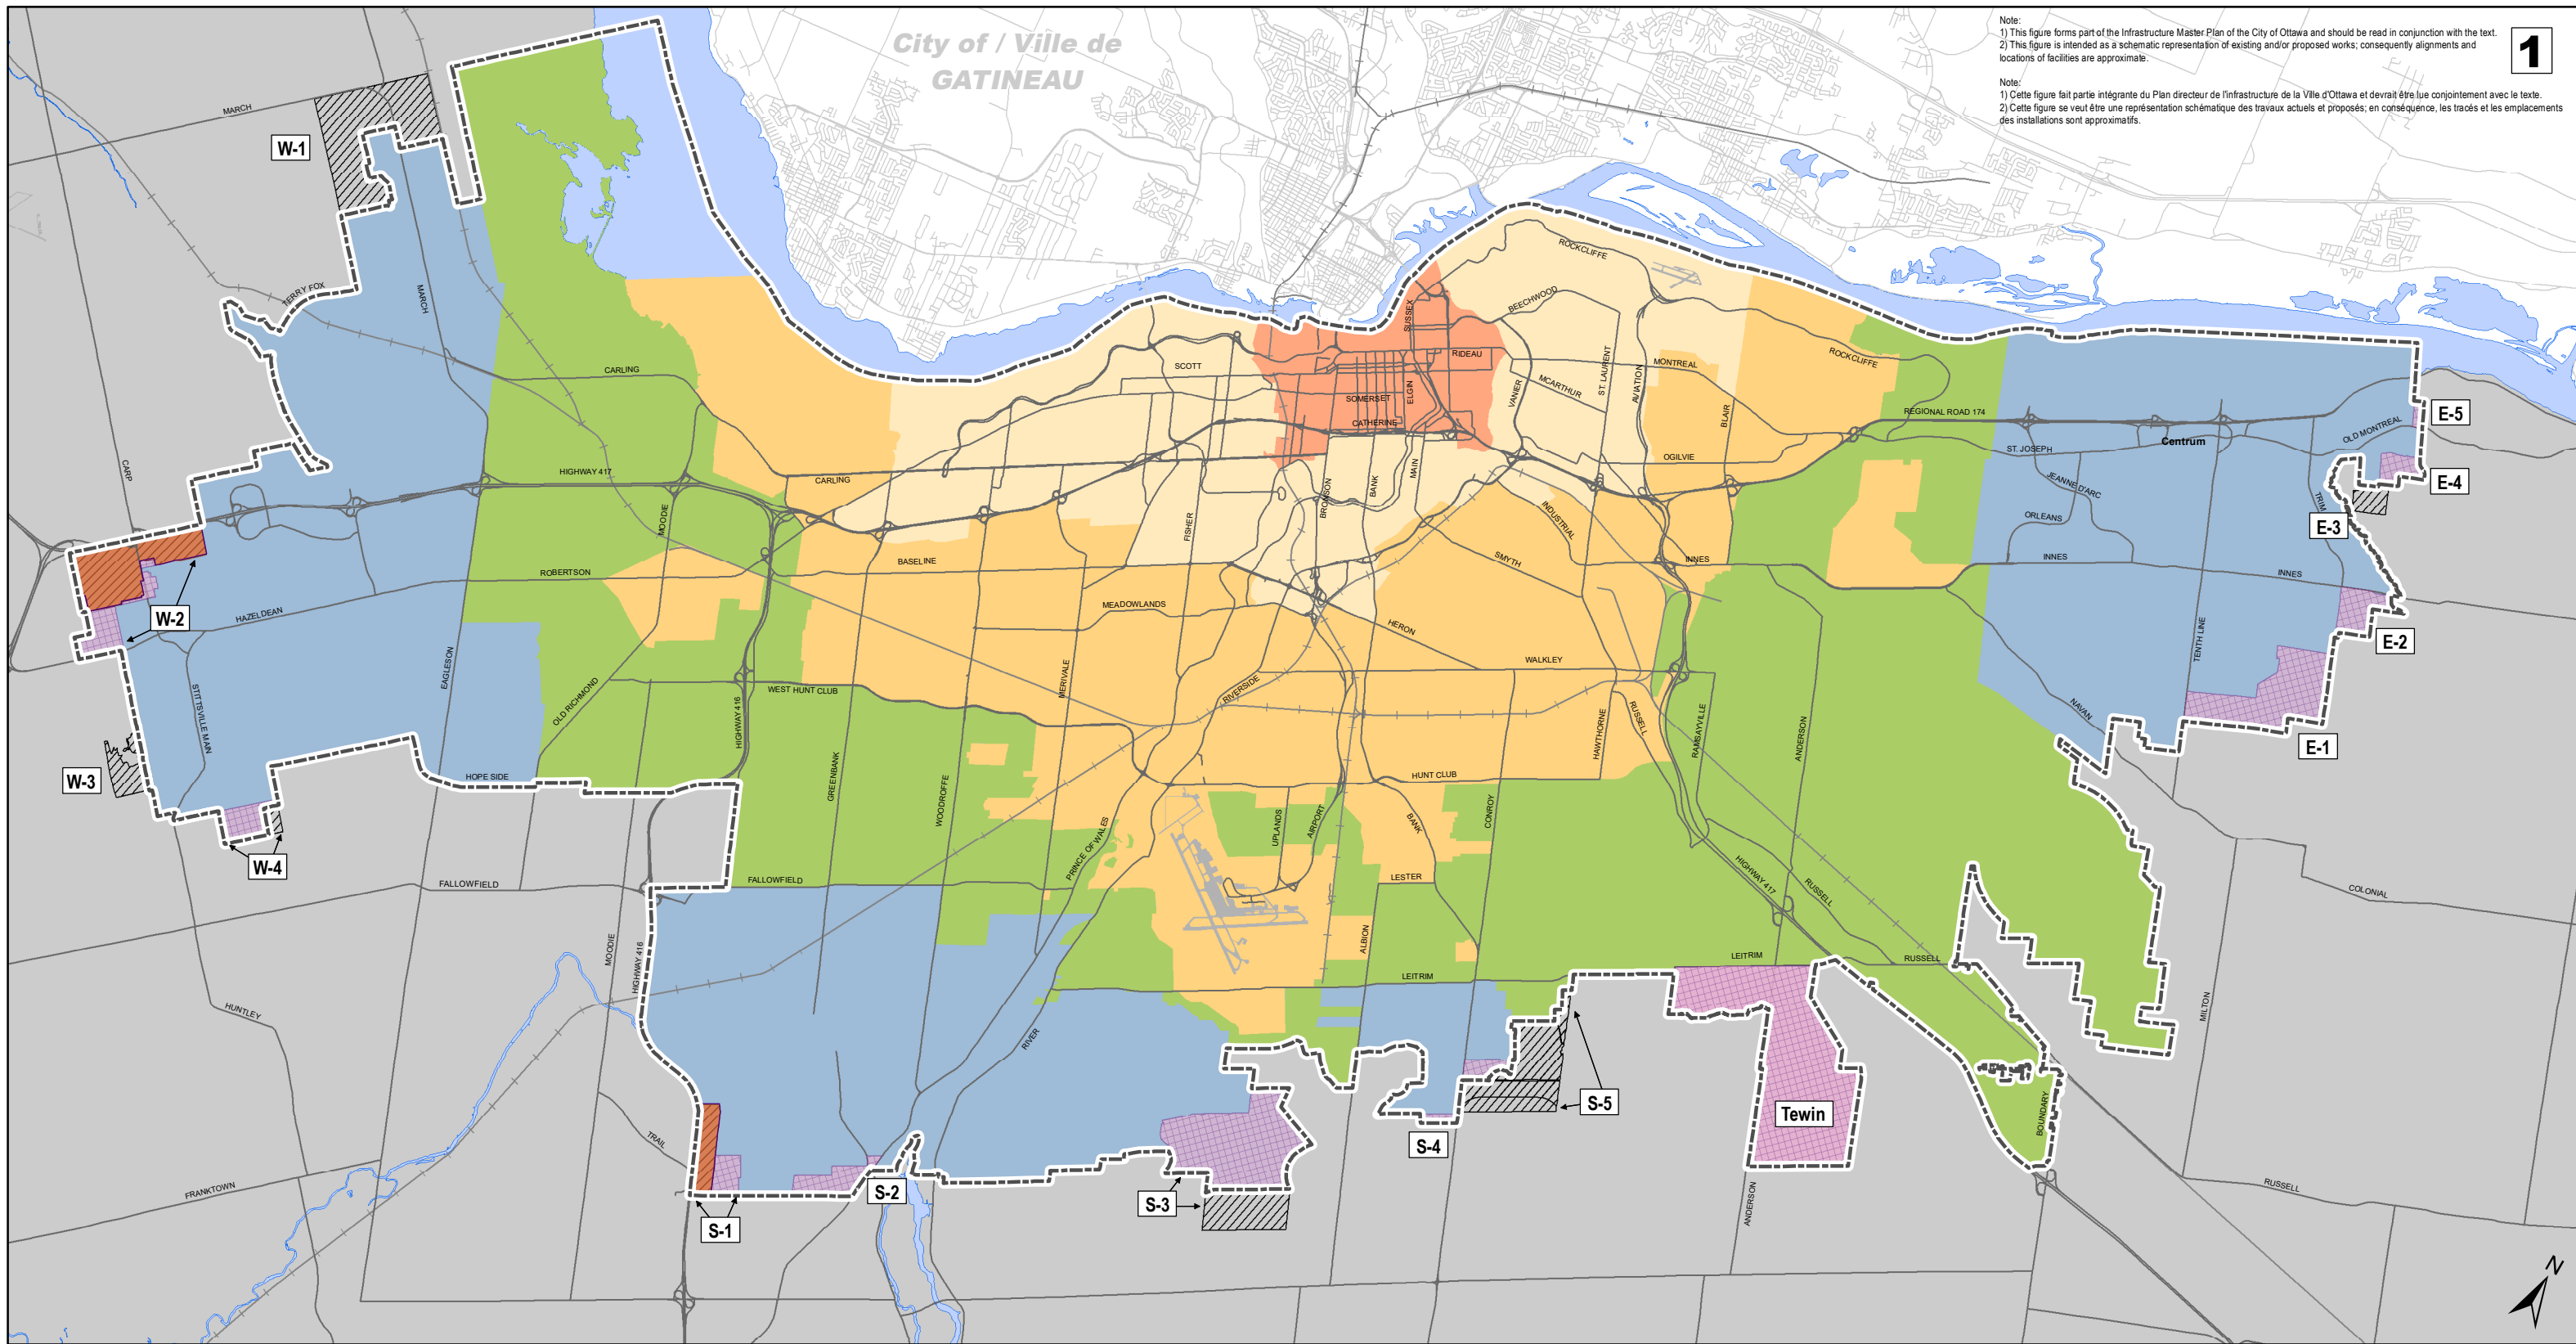 Note:
1) This figure forms part of the Infrastructure Master Plan of the City of Ottawa and should be read in conjunction with the text.
2) This figure is intended as a schematic representation of existing and/or proposed works; consequently alignments and
locations of facilities are approximate.
Note:
1) Cette figure fait partie intégrante du Plan directeur de l'infrastructure de la Ville d'Ottawa et devrait être lue conjointement avec le texte.
2) Cette figure se veut être une représentation schématique des travaux actuels et proposés; en conséquence, les tracés et les emplacements
des installations sont approximatifs.
1
City of / Ville de
GATINEAU
MARCH
W-1
TERRY FOX
MARCH
CARP
CARLING
HIGHWAY 417
CARLING
MOODIE
ROBERTSON
HAZELDEAN
W-2
EAGLESON
STITTSVILLE MAIN
OLD RICHMOND
HIGHWAY 416
WEST HUNT CLUB
W-3
HOPE SIDE
W-4
FALLOWFIELD
FALLOWFIELD
GREENBANK
WOODROFFE
MERIVALE
BASELINE
MEADOWLANDS
FISHER
SCOTT
SOMERSET
CATHERINE
ELGIN
RIDEAU
SUSSEX
BEECHWOOD
ROCKCLIFFE
VANIER
MCARTHUR
ST. LAURENT
AVIATION
MONTREAL
ROCKCLIFFE
BLAIR
OGILVIE
MAIN
BANK
BRONSON
INDUSTRIAL
SMYTH
INNES
HERON
WALKLEY
RIVERSIDE
HAWTHORNE
RUSSELL
RAMSAYVILLE
ANDERSON
HUNT CLUB
CONROY
BANK
UPLANDS
AIRPORT
PRINCE OF WALES
LESTER
ALBION
LEITRIM
LEITRIM
HIGHWAY 417
RUSSELL
RUSSELL
REGIONAL ROAD 174
ST. JOSEPH
Centrum
JEANNE D'ARC
ORLEANS
INNES
INNES
TRIM
OLD MONTREAL
E-5
E-4
E-3
E-2
TENTH LINE
E-1
NAVAN
COLONIAL
MILTON
MOODIE
HIGHWAY 416
HUNTLEY
FRANKTOWN
TRAIL
RIVER
S-1
S-2
S-3
S-4
S-5
Tewin
ANDERSON
BOUNDARY
RUSSELL
N